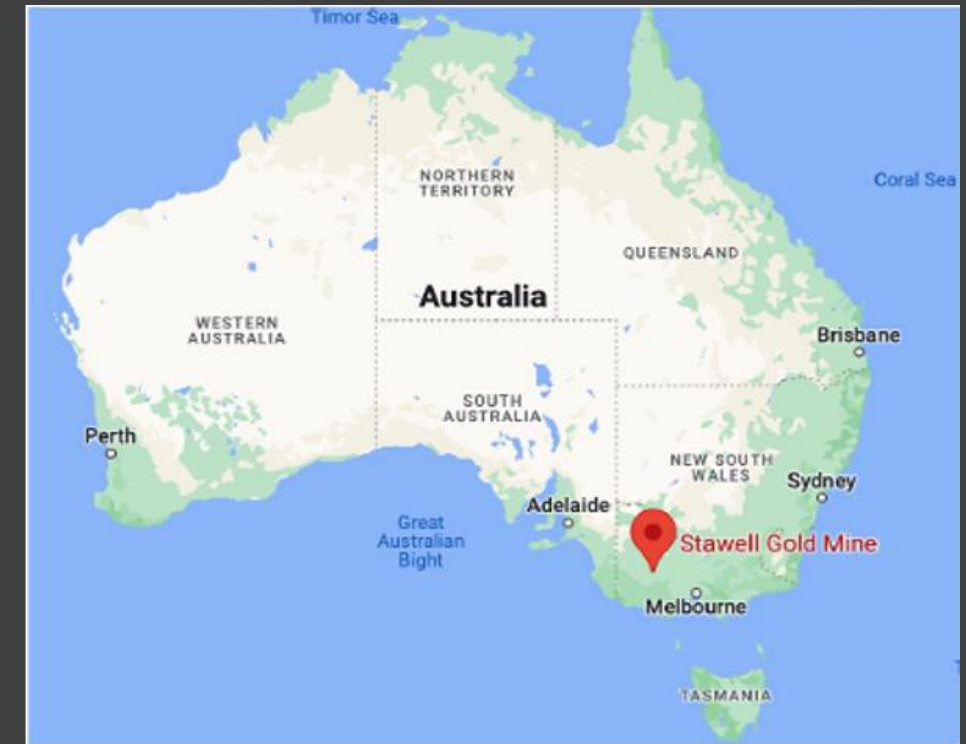 Timor Sea
Coral Sea
NORTHERN
TERRITORY
QUEENSLAND
Australia
WESTERN
AUSTRALIA
Brisbane
SOUTH
AUSTRALIA
Perth
NEW SOUTH
WALES
Sydney
Adelaide
Great
Australian
Bight
Stawell Gold Mine
Melbourne
TASMANIA